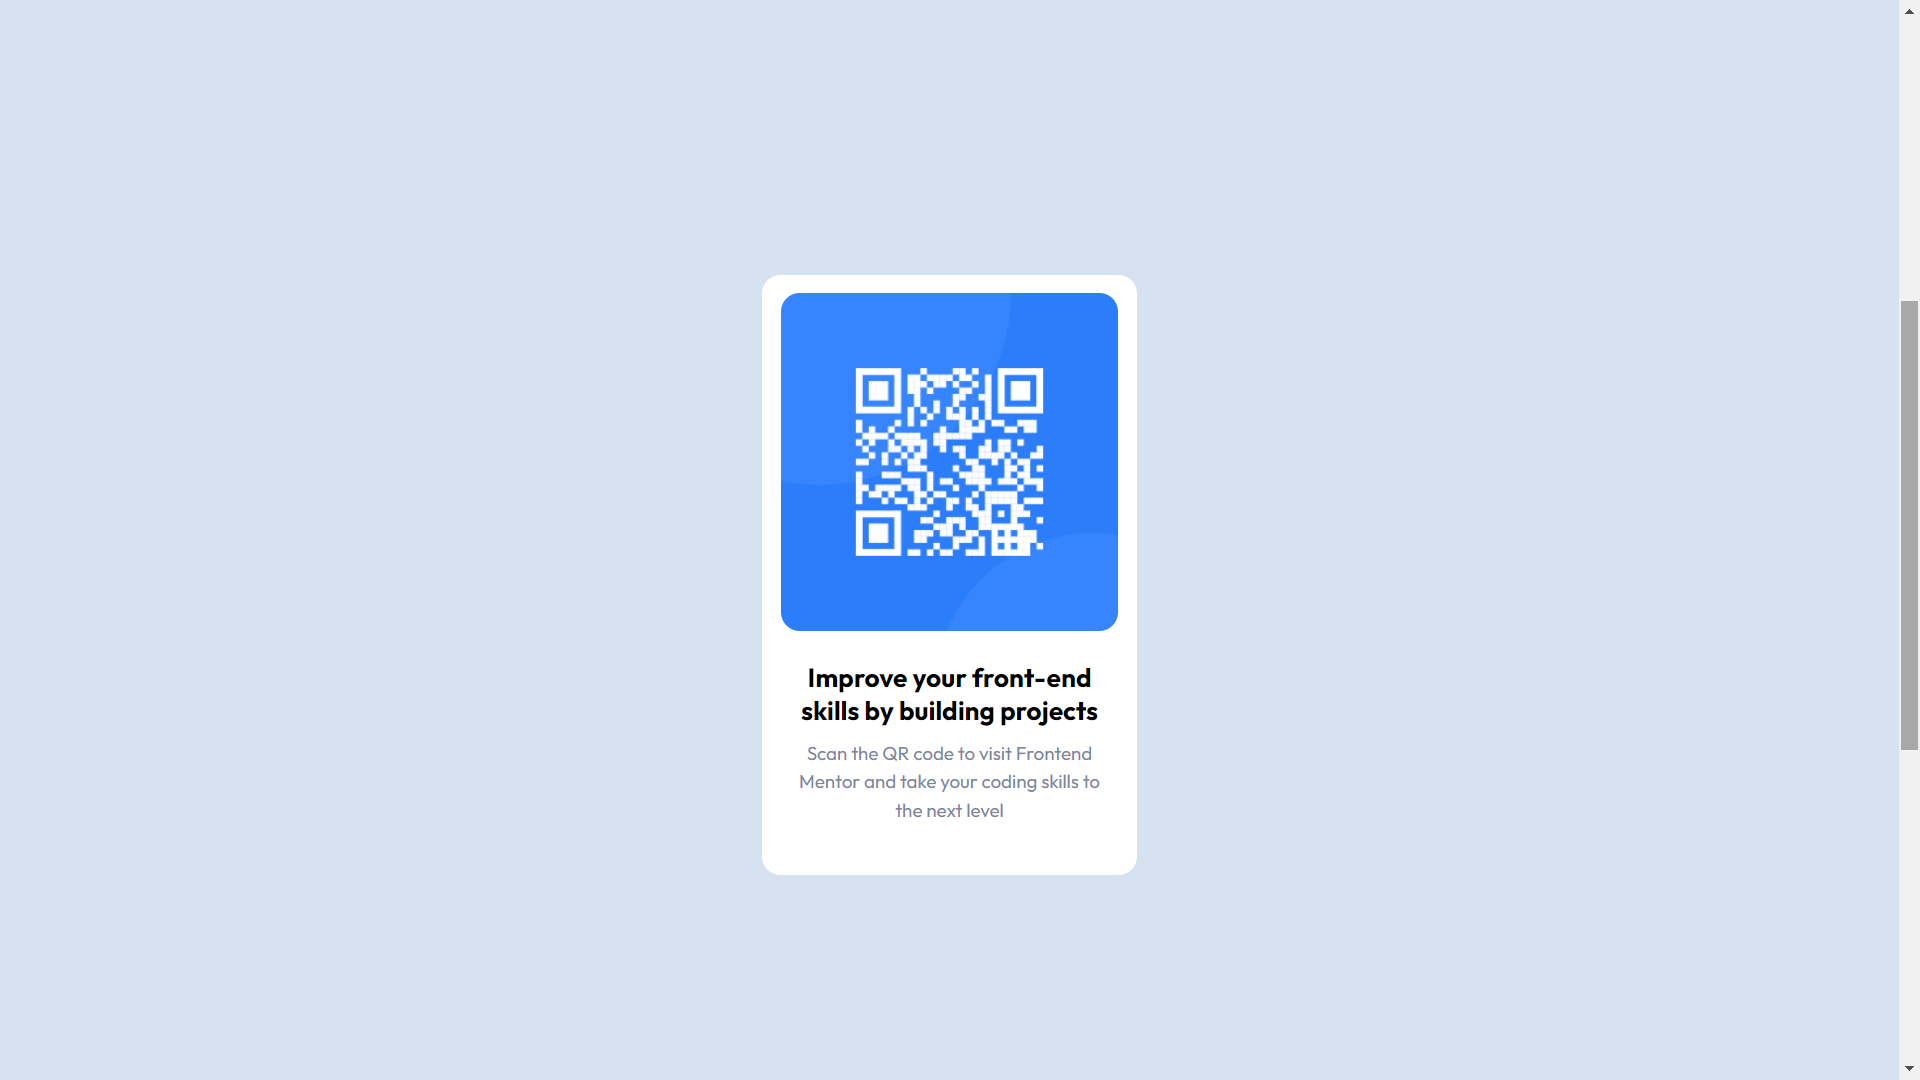 Improve your front-end
skills by building projects
Scan the QR code to visit Frontend
Mentor and take your coding skills to
the next level